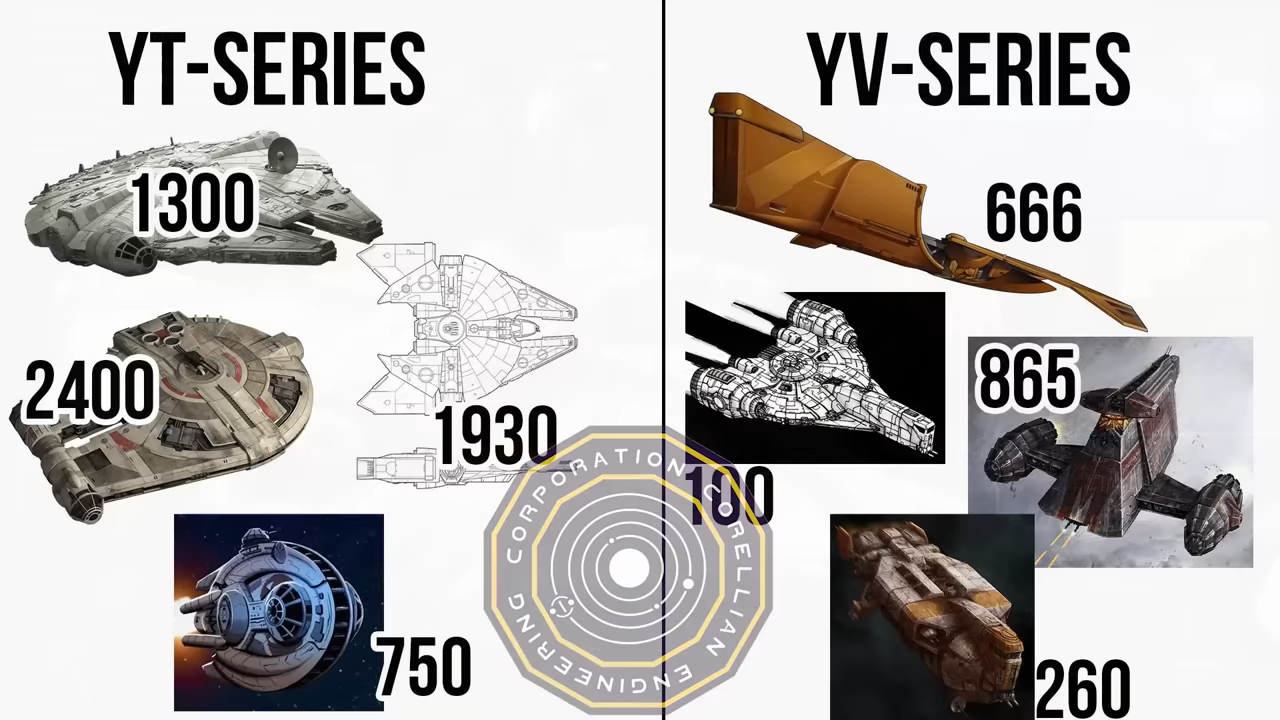 YT-SERIES
1300
2400
1930
750
YV-SERIES
666
865
100
260
CORELLIAN ENGINEERING CORPORATION